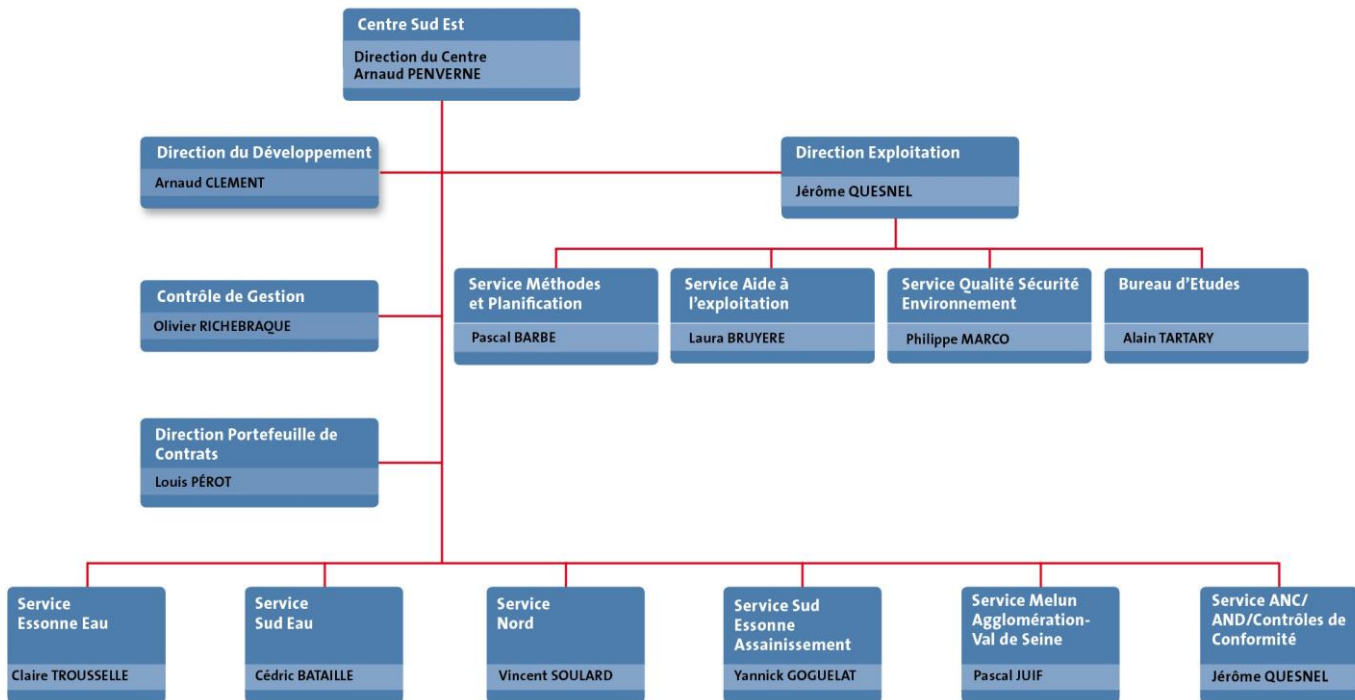 Centre Sud Est
Direction du Centre
Arnaud PENVERNE
Direction du Développement
Arnaud CLEMENT
Direction Exploitation
Jérôme QUESNEL
Service Méthodes
et Planification
Pascal BARBE
Service Aide à
l'exploitation
Laura BRUYERE
Service Qualité Sécurité
Environnement
Philippe MARCO
Bureau d'Etudes
Alain TARTARY
Contrôle de Gestion
Olivier RICHEBRAQUE
Direction Portefeuille de
Contrats
Louis PÉROT
Service
Essonne Eau
Claire TROUSSELLE
Service
Sud Eau
Cédric BATAILLE
Service
Nord
Vincent SOULARD
Service Sud
Essonne
Assainissement
Yannick GOGUELAT
Service Melun
Agglomération-
Val de Seine
Pascal JUIF
Service ANC/
AND/Contrôles de
Conformité
Jérôme QUESNEL